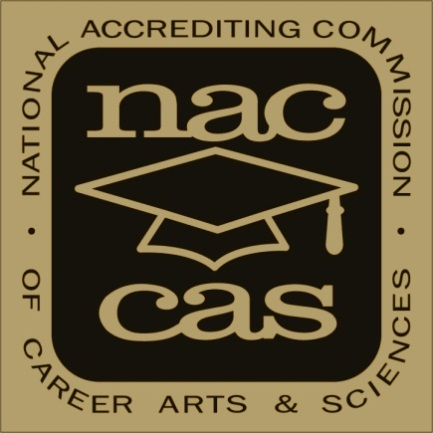 NATIONAL ACCREDITING COMMISSION
nac
cas
• OF CAREER ARTS & SCIENCES •